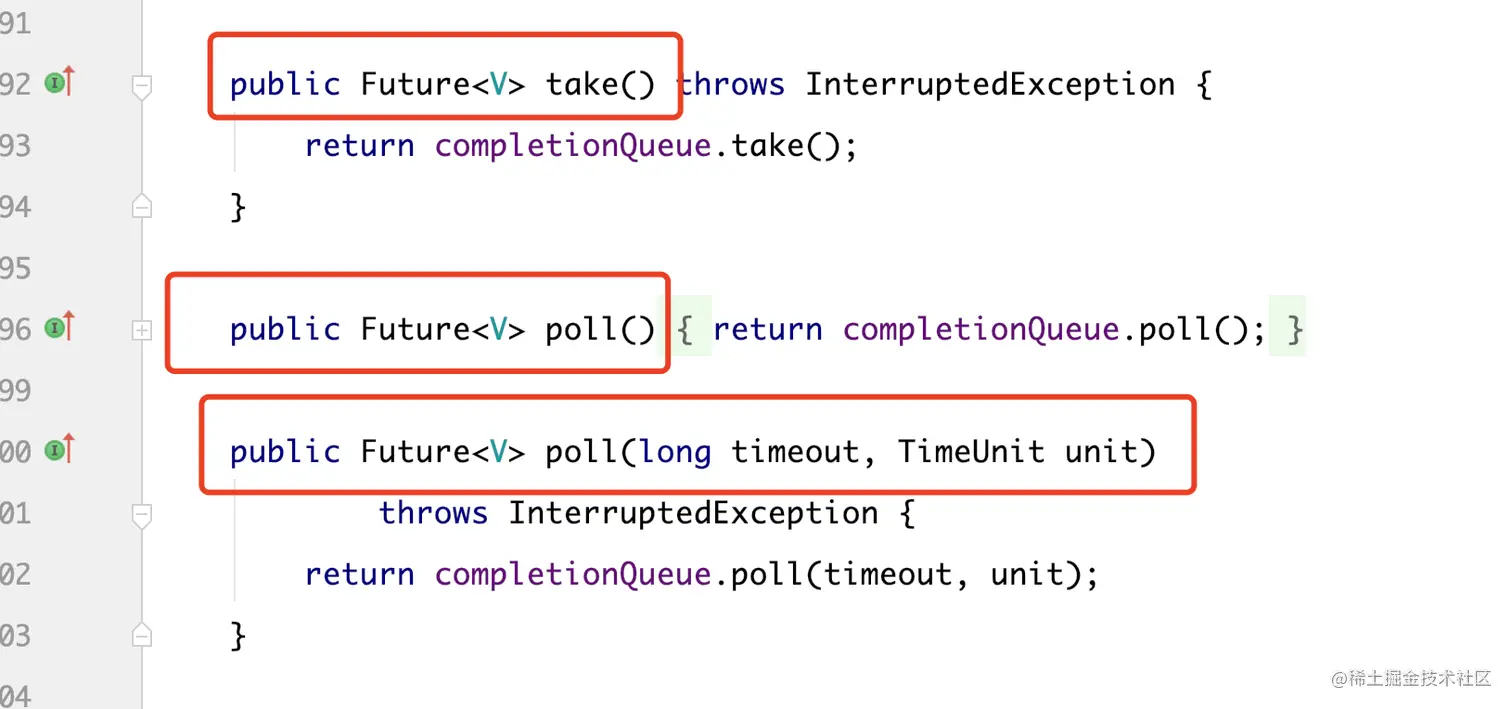 91
92 public Future<V> take() throws InterruptedException {
93 return completionQueue.take();
94 }
95
96 public Future<V> poll() { return completionQueue.poll(); }
99
00 public Future<V> poll(long timeout, TimeUnit unit)
01 throws InterruptedException {
02 return completionQueue.poll(timeout, unit);
03 }
04
@稀土掘金技术社区